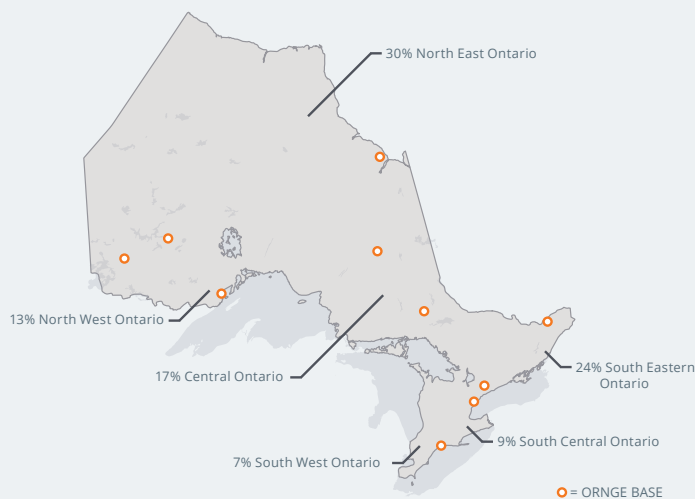 30% North East Ontario
13% North West Ontario
17% Central Ontario
24% South Eastern
Ontario
9% South Central Ontario
7% South West Ontario
= ORNGE BASE